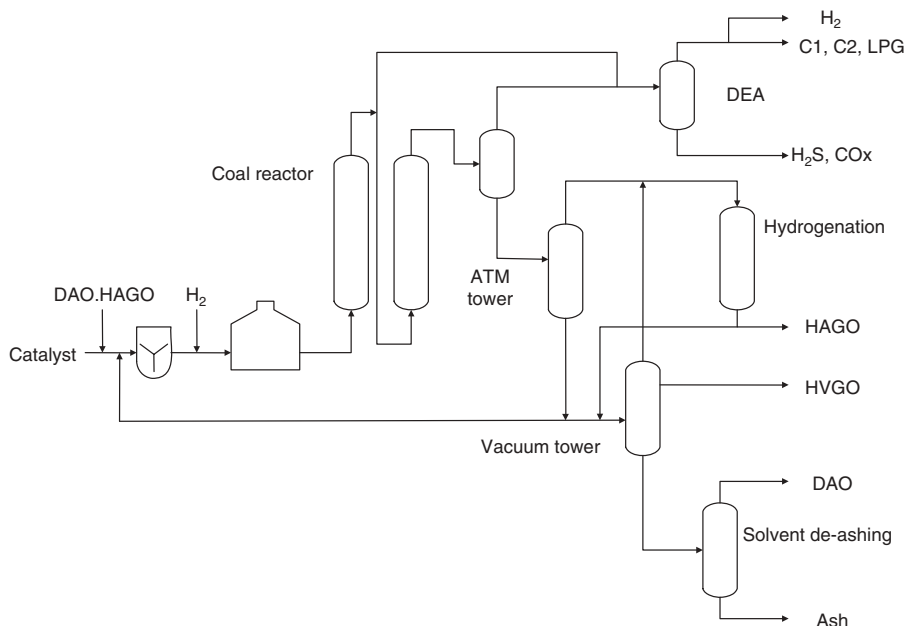 H₂
C1, C2, LPG
DEA
H₂S, COx
Coal reactor
Hydrogenation
ATM
tower
DAO.HAGO
H₂
HAGO
Catalyst
HVGO
Vacuum tower
DAO
Solvent de-ashing
Ash